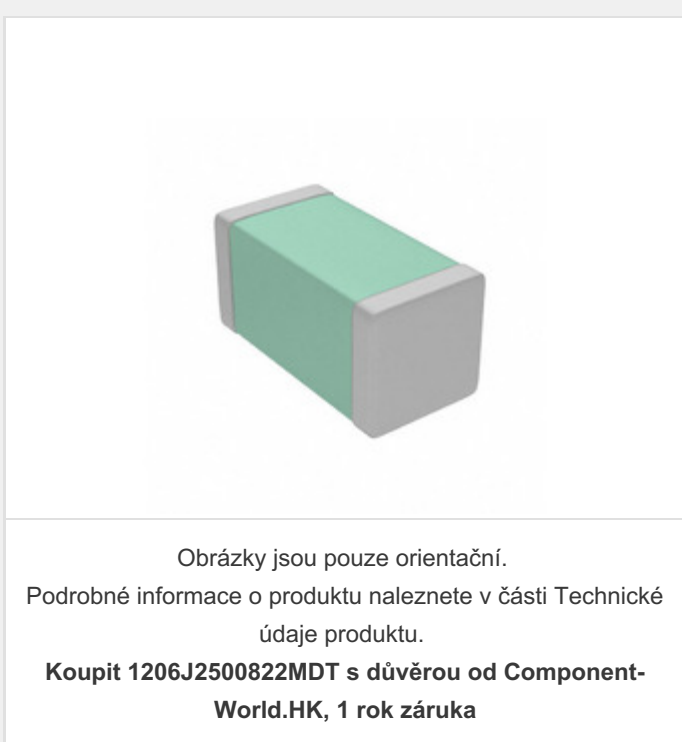 Obrázky jsou pouze orientační.
Podrobné informace o produktu naleznete v části Technické
údaje produktu.
Koupit 1206J2500822MDT s důvěrou od Component-
World.HK, 1 rok záruka